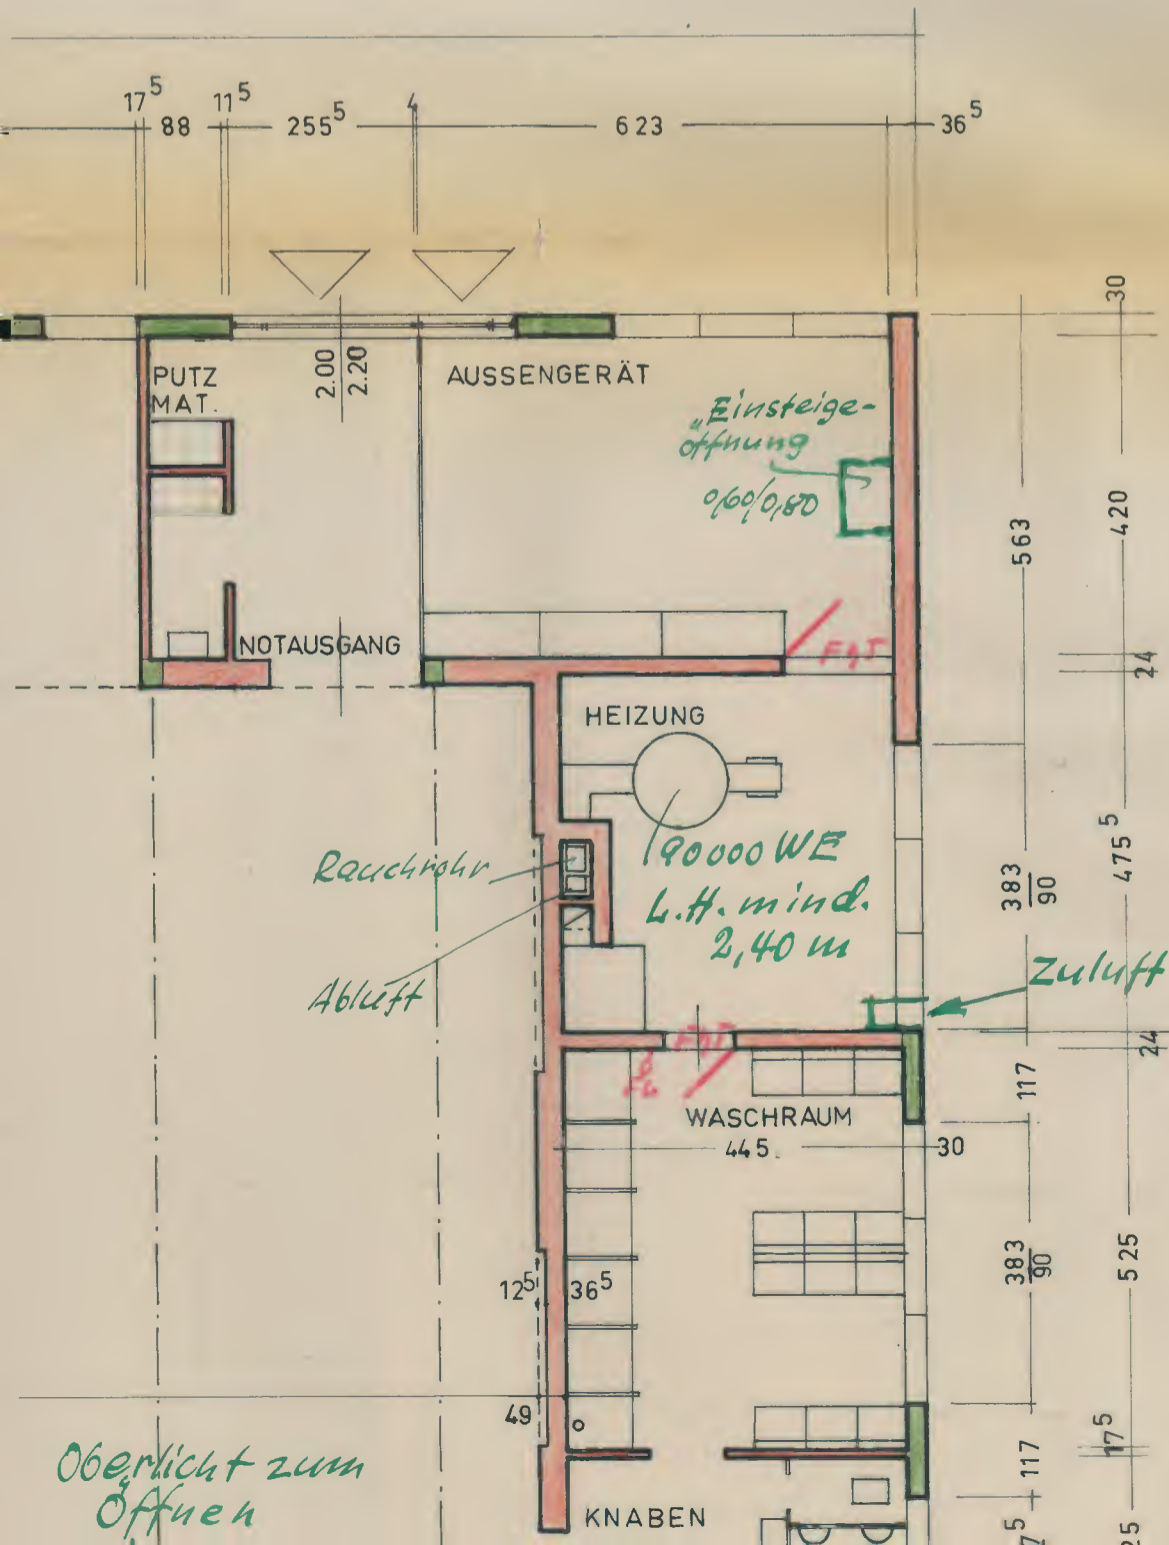 17⁵ 11⁵ 4
88 255⁵ 623 36⁵
30
PUTZ
MAT.
2.00
2.20
AUSSENGERÄT
„Einsteige-
öffnung
0,60/0,80
563
420
NOTAUSGANG
FhT
24
HEIZUNG
90000 WE
L.H. mind.
2,40 m
Rauchrohr
Abluft
475⁵
383
90
Zuluft
FhT
24
117
WASCHRAUM
445 30
12⁵ 36⁵
383
90
525
49
17⁵
117
Oberlicht zum
Öffnen
KNABEN